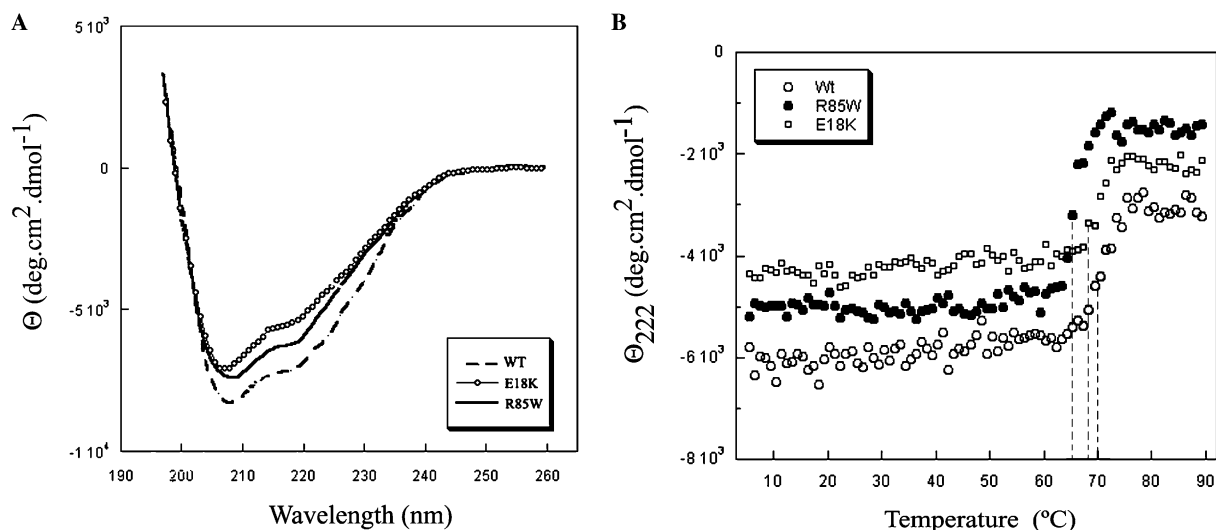 A
5 10³
0
-5 10³
-1 10⁴
Θ (deg.cm².dmol⁻¹)
WT
E18K
R85W
190 200 210 220 230 240 250 260
Wavelength (nm)
B
0
-2 10³
-4 10³
-6 10³
-8 10³
Θ222 (deg.cm².dmol⁻¹)
Wt
R85W
E18K
10 20 30 40 50 60 70 80 90
Temperature (ºC)